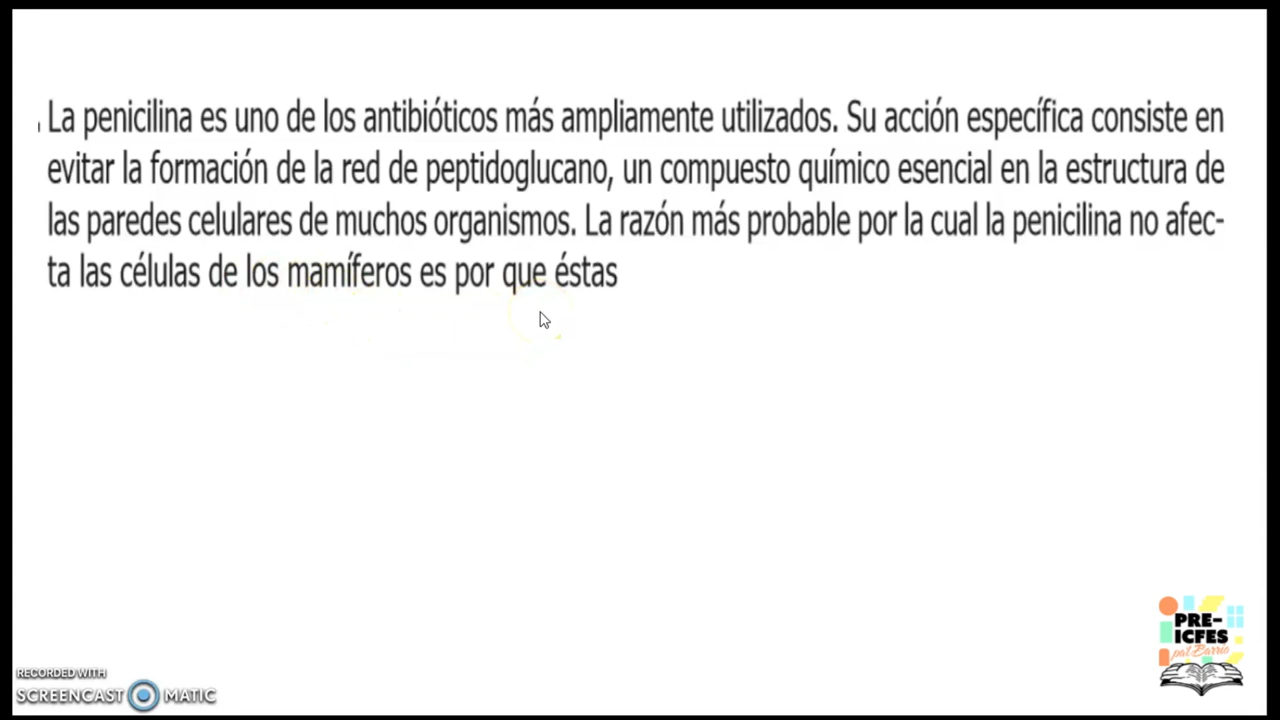 La penicilina es uno de los antibióticos más ampliamente utilizados. Su acción específica consiste en
evitar la formación de la red de peptidoglucano, un compuesto químico esencial en la estructura de
las paredes celulares de muchos organismos. La razón más probable por la cual la penicilina no afec-
ta las células de los mamíferos es por que éstas
PRE-
ICFES
pal Barrio
RECORDED WITH
SCREENCAST MATIC